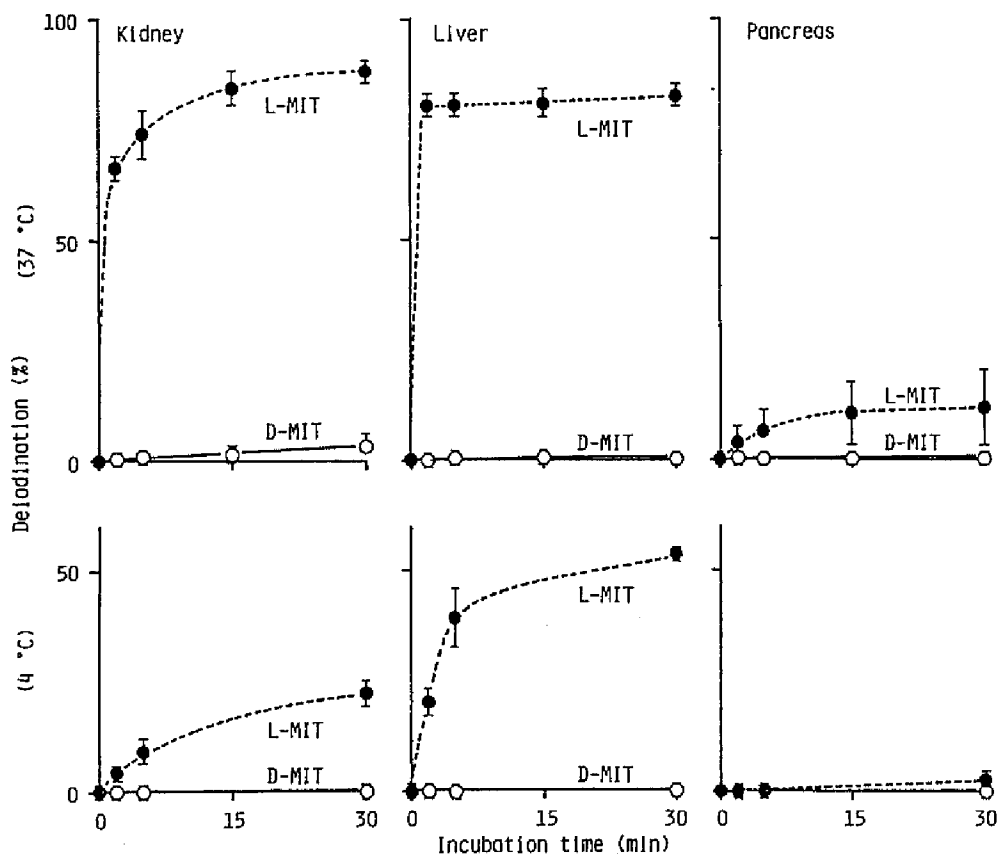 100
Kidney
Liver
Pancreas
L-MIT
L-MIT
50
(37 °C)
L-MIT
D-MIT
D-MIT
D-MIT
0
Deiodination (%)
50
L-MIT
(4 °C)
L-MIT
D-MIT
D-MIT
0
0 15 30
0 15 30
0 15 30
Incubation time (min)